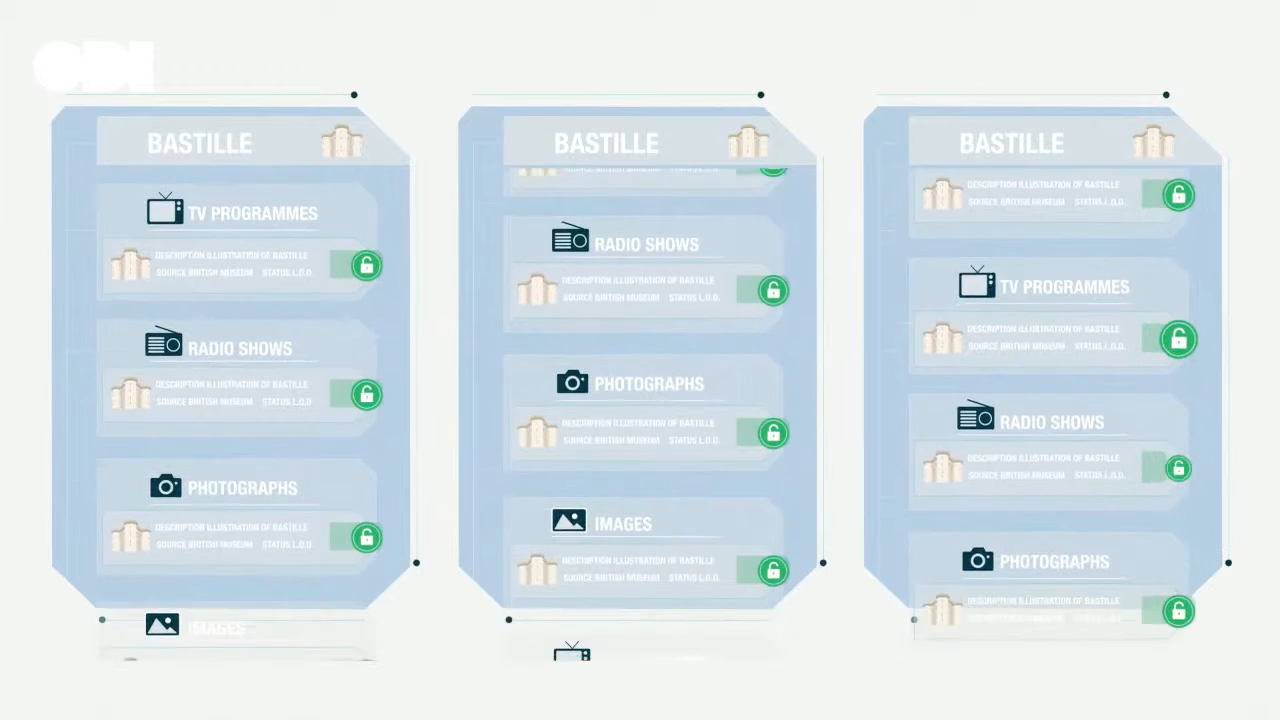 ODI
BASTILLE
TV PROGRAMMES
DESCRIPTION ILLUSTRATION OF BASTILLE
SOURCE BRITISH MUSEUM STATUS L.O.D.
RADIO SHOWS
DESCRIPTION ILLUSTRATION OF BASTILLE
SOURCE BRITISH MUSEUM STATUS L.O.D
PHOTOGRAPHS
DESCRIPTION ILLUSTRATION OF BASTILLE
SOURCE BRITISH MUSEUM STATUS L.O.D
IMAGES
BASTILLE
RADIO SHOWS
DESCRIPTION ILLUSTRATION OF BASTILLE
SOURCE BRITISH MUSEUM STATUS L.O.D.
PHOTOGRAPHS
DESCRIPTION ILLUSTRATION OF BASTILLE
SOURCE BRITISH MUSEUM STATUS L.O.D.
IMAGES
DESCRIPTION ILLUSTRATION OF BASTILLE
SOURCE BRITISH MUSEUM STATUS L.O.D.
BASTILLE
DESCRIPTION ILLUSTRATION OF BASTILLE
SOURCE BRITISH MUSEUM STATUS L.O.D.
TV PROGRAMMES
DESCRIPTION ILLUSTRATION OF BASTILLE
SOURCE BRITISH MUSEUM STATUS L.O.D.
RADIO SHOWS
DESCRIPTION ILLUSTRATION OF BASTILLE
SOURCE BRITISH MUSEUM STATUS L.O.D.
PHOTOGRAPHS
DESCRIPTION ILLUSTRATION OF BASTILLE